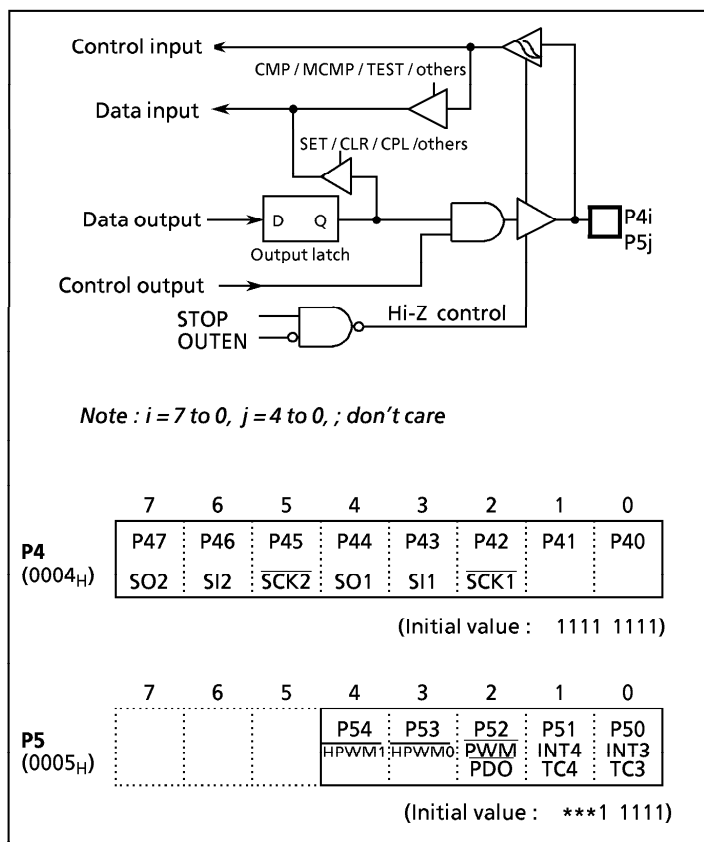 Control input
CMP / MCMP / TEST / others
Data input
SET / CLR / CPL /others
Data output
D Q
P4i
P5j
Output latch
Control output
STOP
OUTEN
Hi-Z control
Note : i = 7 to 0, j = 4 to 0, ; don't care
7 6 5 4 3 2 1 0
P4
(0004H)
P47 P46 P45 P44 P43 P42 P41 P40
SO2 SI2 SCK2 SO1 SI1 SCK1
(Initial value : 1111 1111)
7 6 5 4 3 2 1 0
P5
(0005H)
P54 P53 P52 P51 P50
HPWM1 HPWM0 PWM INT4 INT3
PDO TC4 TC3
(Initial value : ***1 1111)